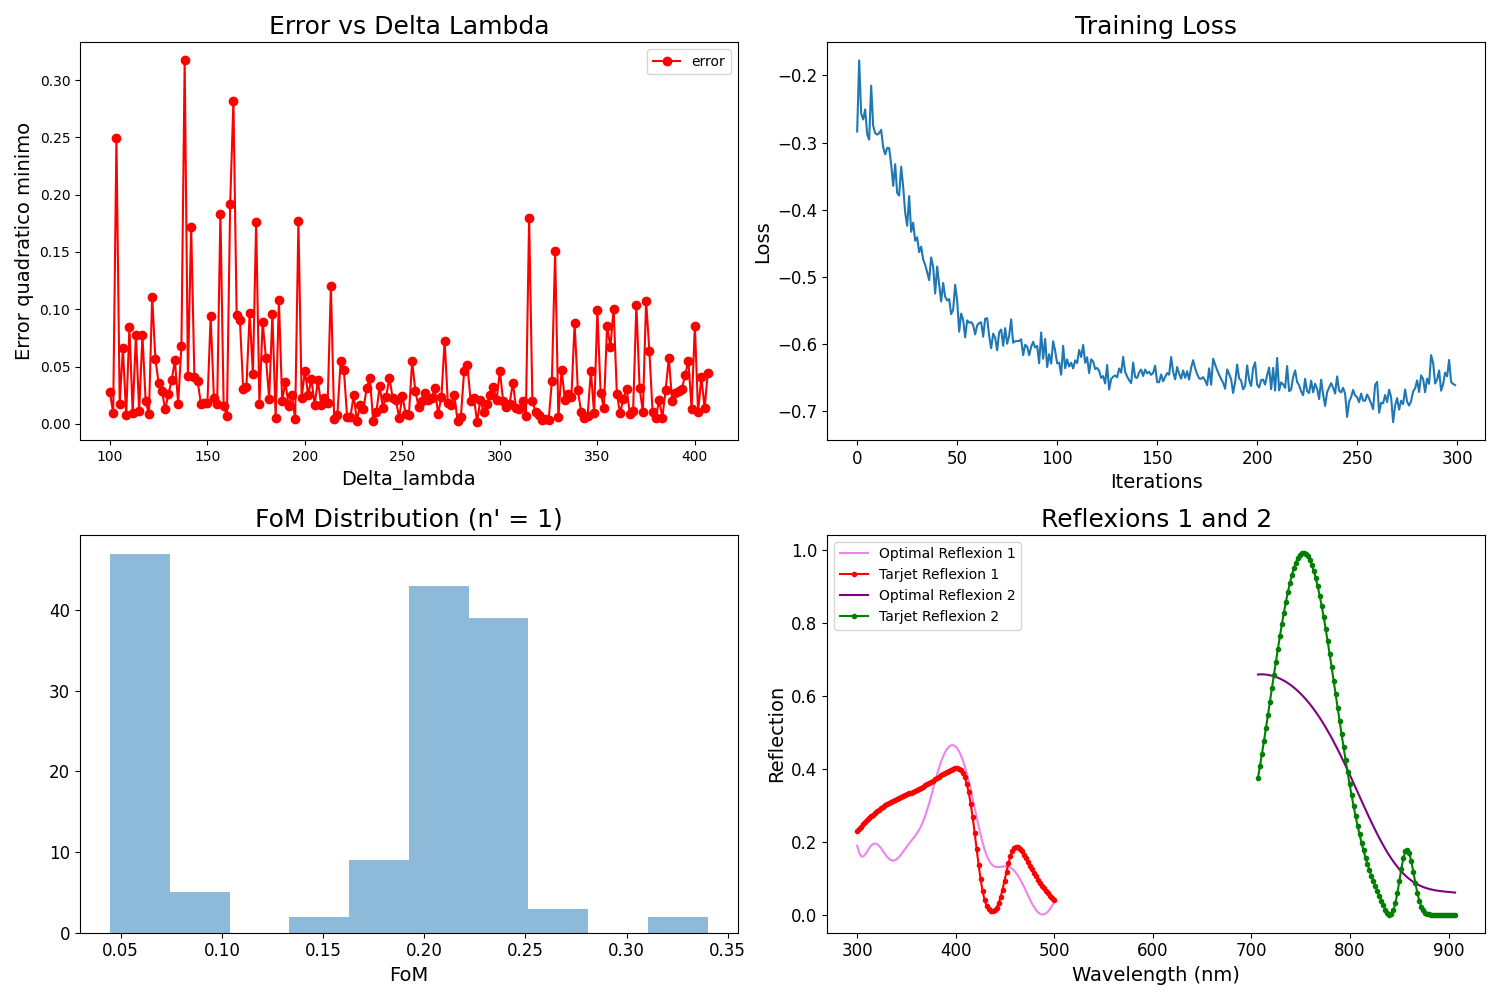 Error vs Delta Lambda
error
Error quadratico minimo
0.30
0.25
0.20
0.15
0.10
0.05
0.00
100 150 200 250 300 350 400
Delta_lambda
Training Loss
Loss
−0.2
−0.3
−0.4
−0.5
−0.6
−0.7
0 50 100 150 200 250 300
Iterations
FoM Distribution (n' = 1)
40
30
20
10
0
0.05 0.10 0.15 0.20 0.25 0.30 0.35
FoM
Reflexions 1 and 2
Optimal Reflexion 1
Tarjet Reflexion 1
Optimal Reflexion 2
Tarjet Reflexion 2
Reflection
1.0
0.8
0.6
0.4
0.2
0.0
300 400 500 600 700 800 900
Wavelength (nm)